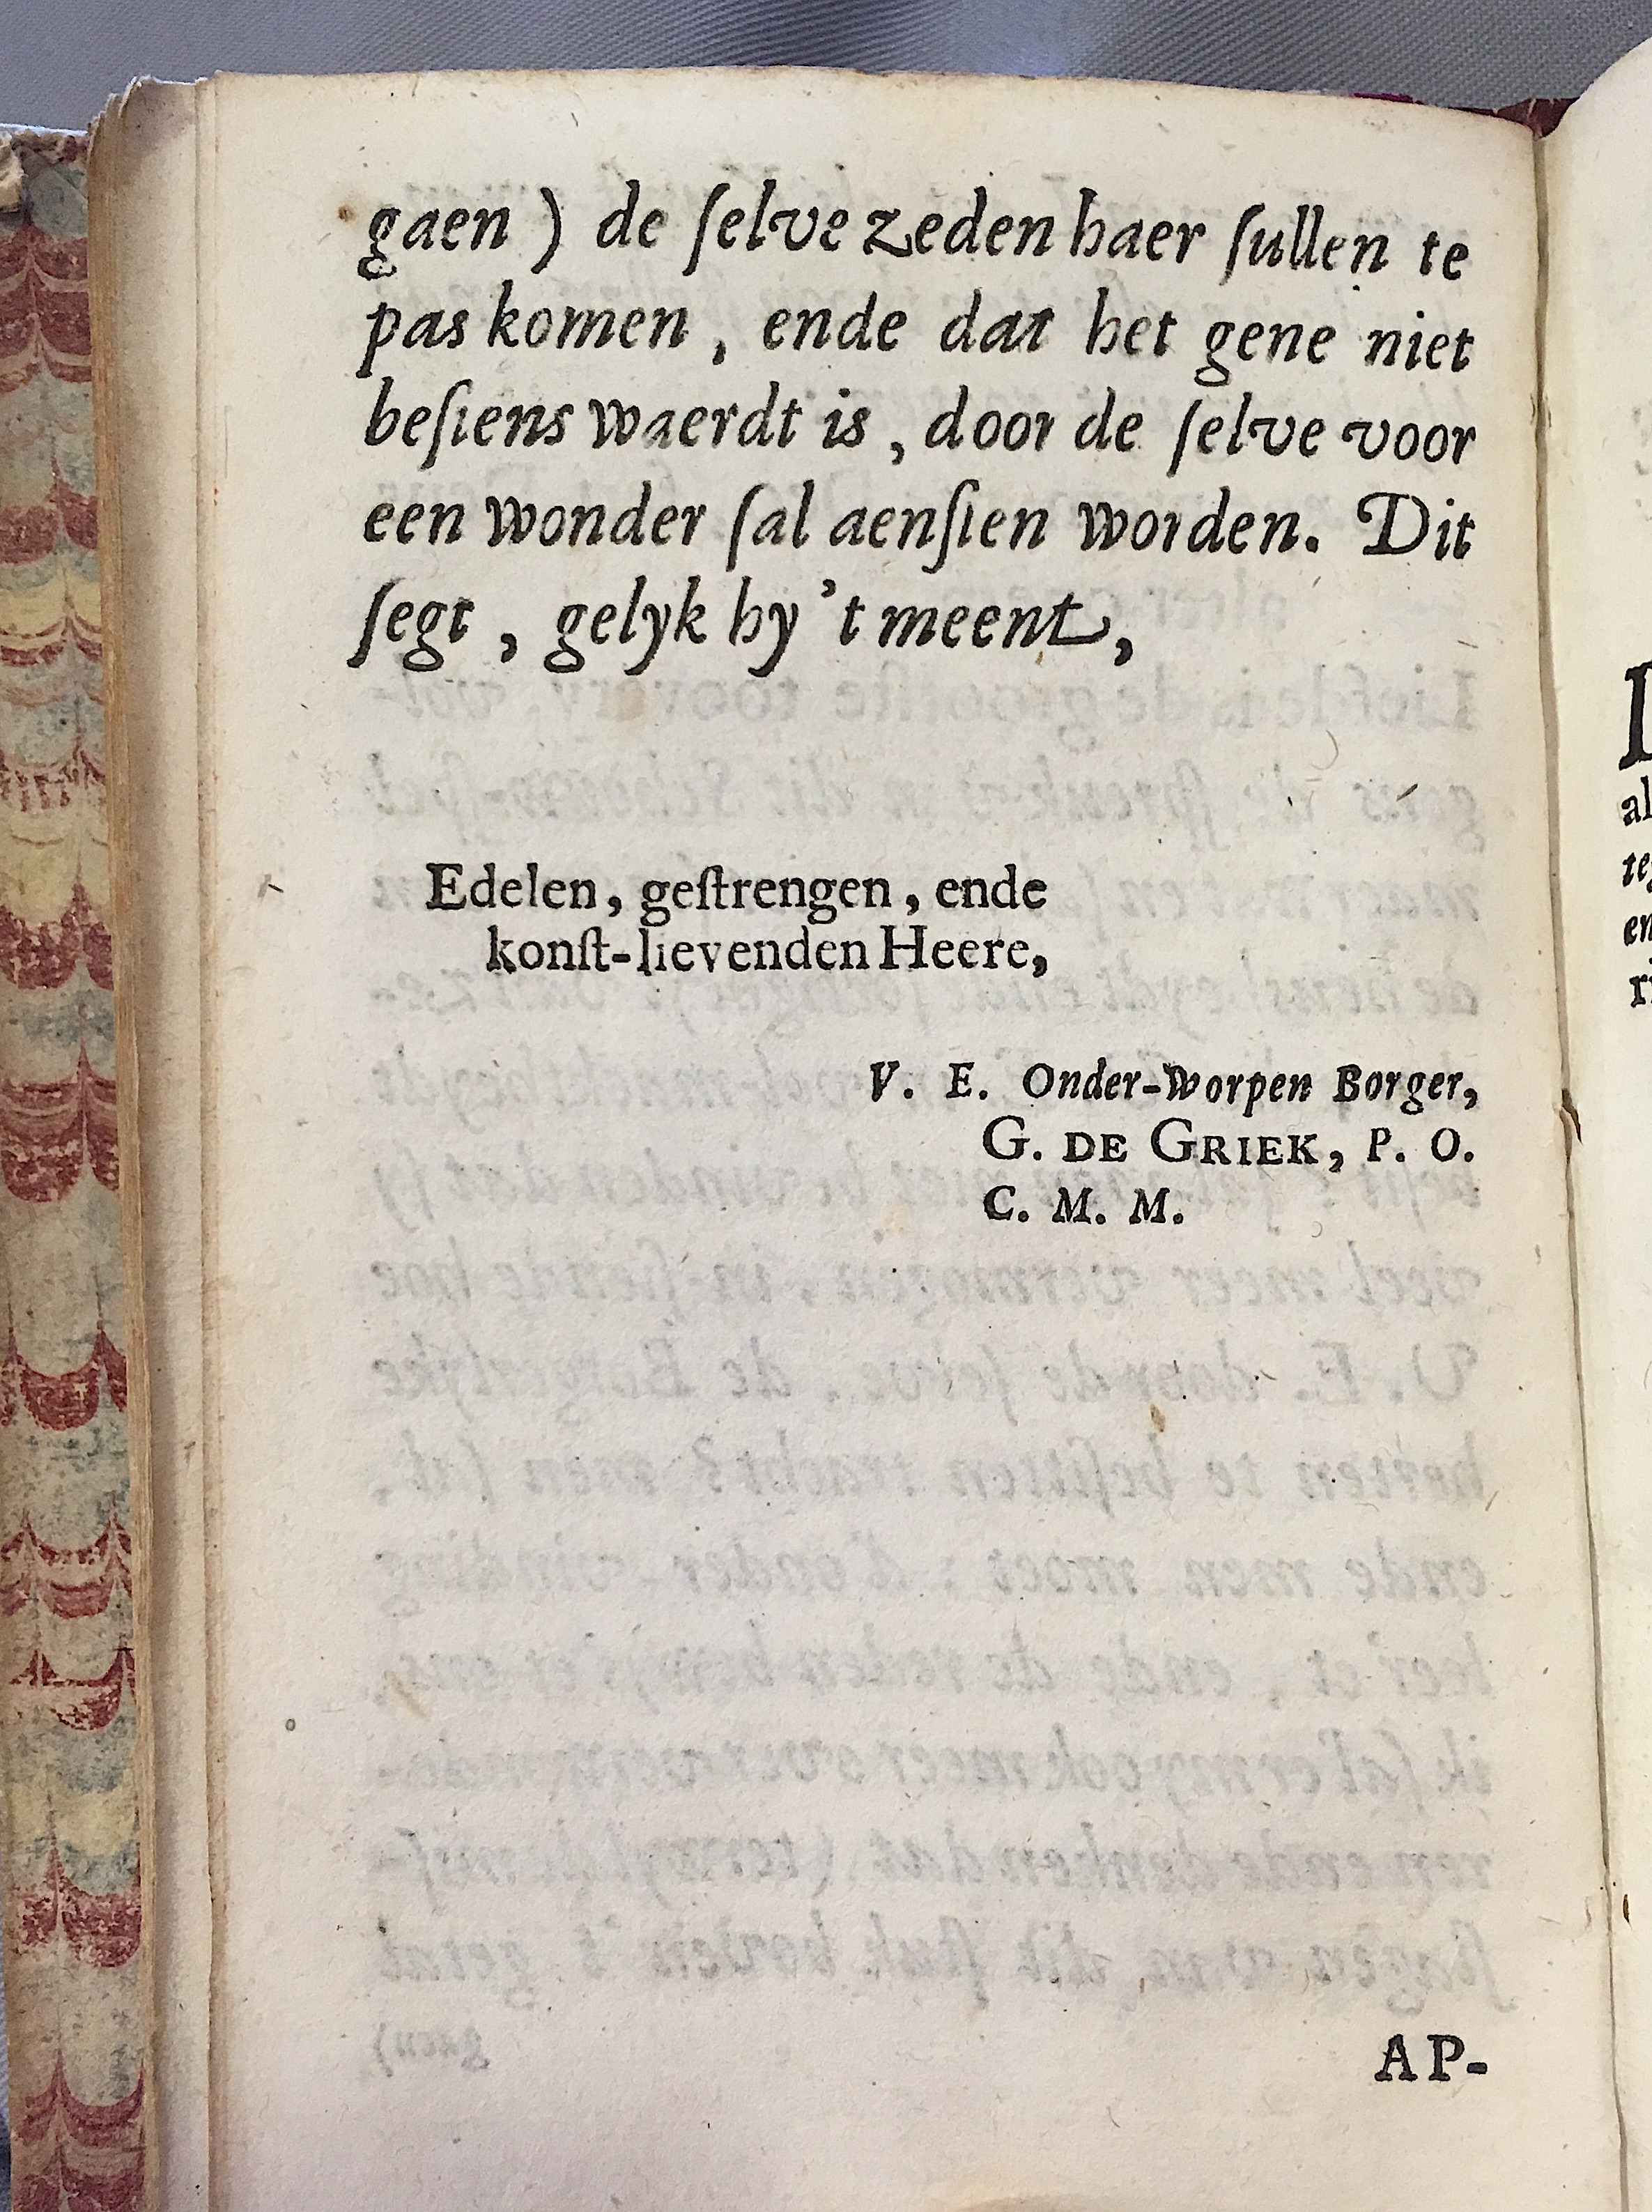 gaen ) de ſelve zeden haer ſullen te
pas komen, ende dat het gene niet
beſiens waerdt is, door de ſelve voor
een wonder ſal aenſien worden. Dit
ſegt, gelyk hy 't meent,
Edelen, geſtrengen, ende
konſt-lievenden Heere,
V. E. Onder-worpen Borger,
G. DE GRIEK, P. O.
C. M. M.
AP-